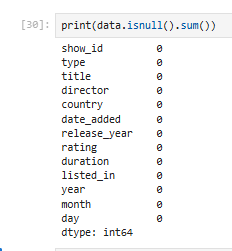 [30]: print(data.isnull().sum())
show_id 0
type 0
title 0
director 0
country 0
date_added 0
release_year 0
rating 0
duration 0
listed_in 0
year 0
month 0
day 0
dtype: int64